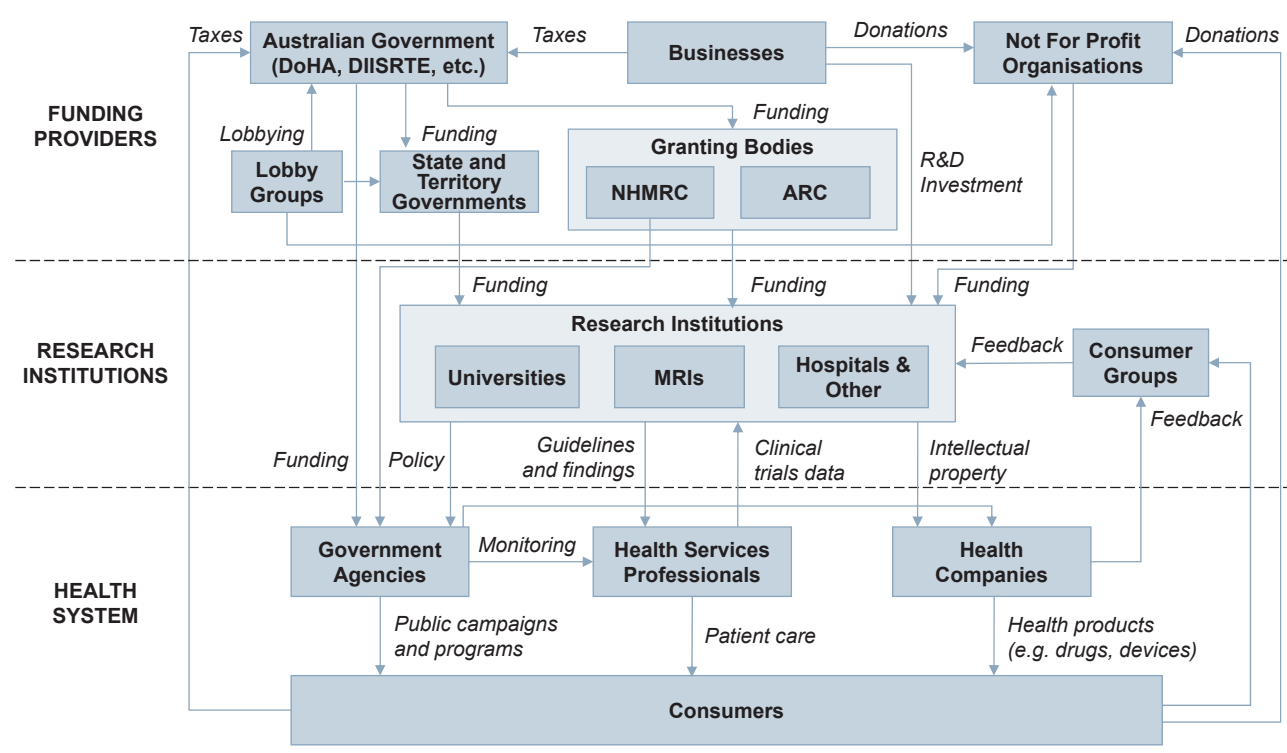 Taxes
Australian Government
(DoHA, DIISRTE, etc.)
Taxes
Businesses
Donations
Not For Profit
Organisations
Donations
FUNDING
PROVIDERS
Lobbying
Funding
Funding
Lobby
Groups
State and
Territory
Governments
Granting Bodies
NHMRC
ARC
R&D
Investment
Funding
Funding
Funding
RESEARCH
INSTITUTIONS
Research Institutions
Universities
MRIs
Hospitals &
Other
Feedback
Consumer
Groups
Feedback
Funding
Policy
Guidelines
and findings
Clinical
trials data
Intellectual
property
HEALTH
SYSTEM
Government
Agencies
Monitoring
Health Services
Professionals
Health
Companies
Public campaigns
and programs
Patient care
Health products
(e.g. drugs, devices)
Consumers